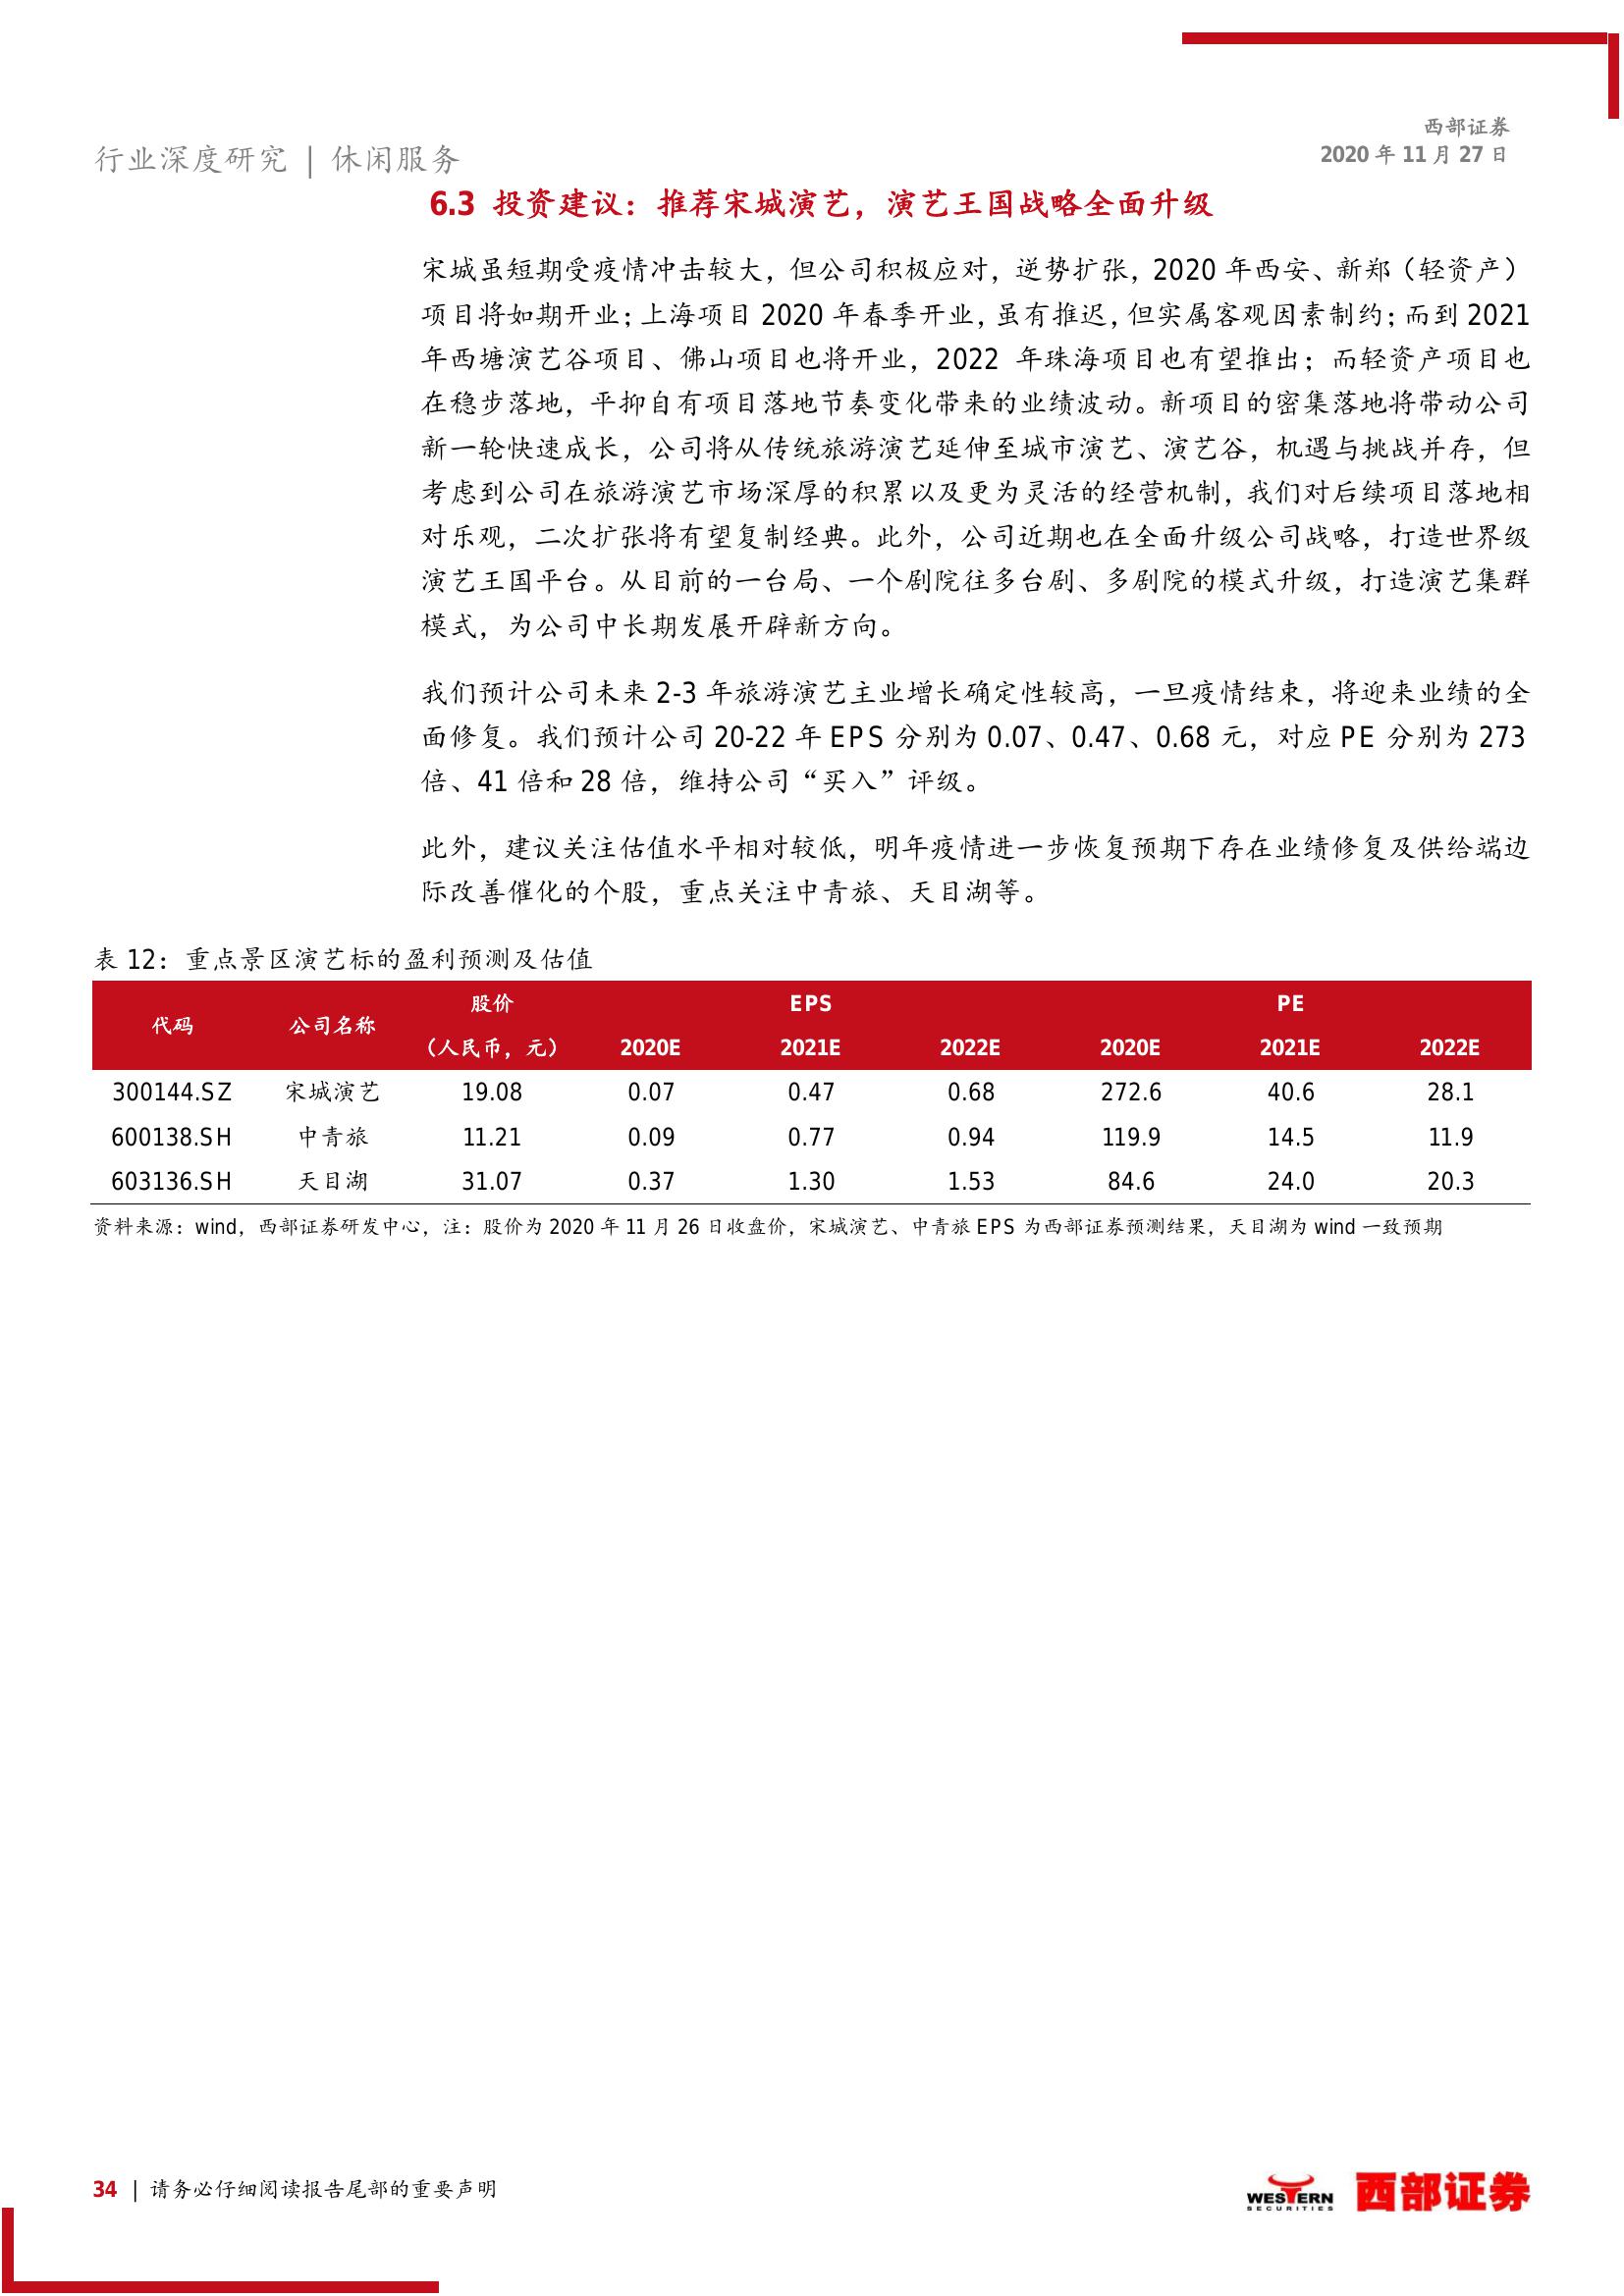 西部证券
2020 年 11 月 27 日
行业深度研究 | 休闲服务
6.3 投资建议：推荐宋城演艺，演艺王国战略全面升级
宋城虽短期受疫情冲击较大，但公司积极应对，逆势扩张，2020 年西安、新郑（轻资产）
项目将如期开业；上海项目 2020 年春季开业，虽有推迟，但实属客观因素制约；而到 2021
年西塘演艺谷项目、佛山项目也将开业，2022 年珠海项目也有望推出；而轻资产项目也
在稳步落地，平抑自有项目落地节奏变化带来的业绩波动。新项目的密集落地将带动公司
新一轮快速成长，公司将从传统旅游演艺延伸至城市演艺、演艺谷，机遇与挑战并存，但
考虑到公司在旅游演艺市场深厚的积累以及更为灵活的经营机制，我们对后续项目落地相
对乐观，二次扩张将有望复制经典。此外，公司近期也在全面升级公司战略，打造世界级
演艺王国平台。从目前的一台局、一个剧院往多台剧、多剧院的模式升级，打造演艺集群
模式，为公司中长期发展开辟新方向。
我们预计公司未来 2-3 年旅游演艺主业增长确定性较高，一旦疫情结束，将迎来业绩的全
面修复。我们预计公司 20-22 年 EPS 分别为 0.07、0.47、0.68 元，对应 PE 分别为 273
倍、41 倍和 28 倍，维持公司“买入”评级。
此外，建议关注估值水平相对较低，明年疫情进一步恢复预期下存在业绩修复及供给端边
际改善催化的个股，重点关注中青旅、天目湖等。
表 12：重点景区演艺标的盈利预测及估值
代码 公司名称 股价 EPS PE
（人民币，元） 2020E 2021E 2022E 2020E 2021E 2022E
300144.SZ 宋城演艺 19.08 0.07 0.47 0.68 272.6 40.6 28.1
600138.SH 中青旅 11.21 0.09 0.77 0.94 119.9 14.5 11.9
603136.SH 天目湖 31.07 0.37 1.30 1.53 84.6 24.0 20.3
资料来源：wind，西部证券研发中心，注：股价为 2020 年 11 月 26 日收盘价，宋城演艺、中青旅 EPS 为西部证券预测结果，天目湖为 wind 一致预期
34 | 请务必仔细阅读报告尾部的重要声明
WESTERN
SECURITIES
西部证券